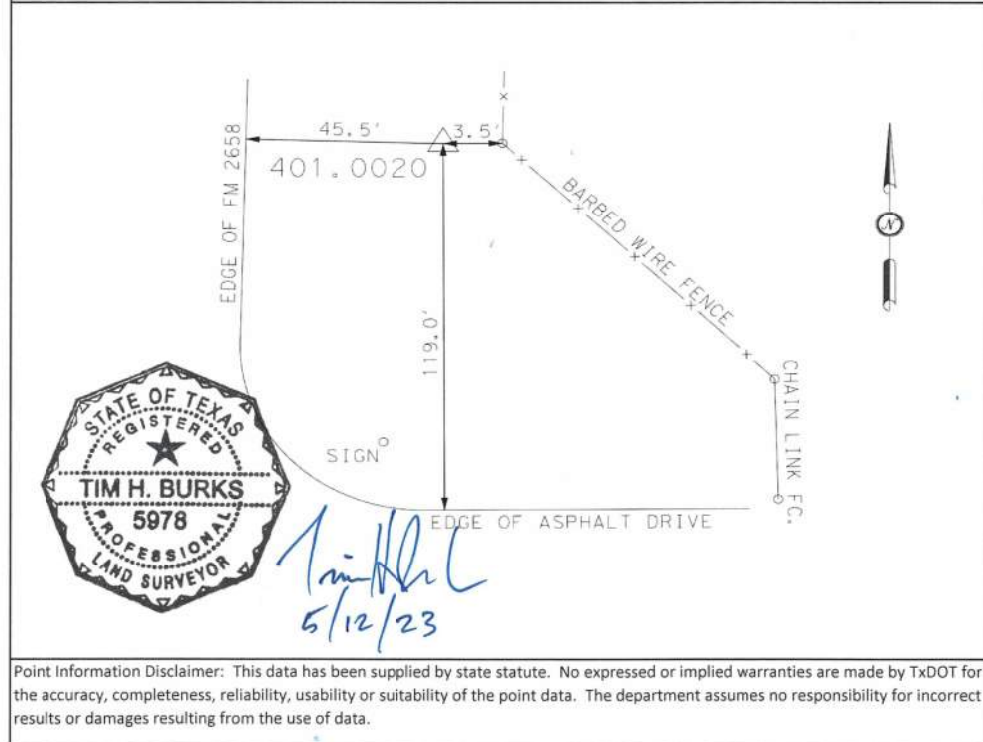 45.5'
3.5'
401.0020
EDGE OF FM 2658
BARBED WIRE FENCE
N
119.0'
CHAIN LINK FC.
SIGN
EDGE OF ASPHALT DRIVE
STATE OF TEXAS
REGISTERED
TIM H. BURKS
5978
PROFESSIONAL
LAND SURVEYOR
5/12/23
Point Information Disclaimer: This data has been supplied by state statute. No expressed or implied warranties are made by TxDOT for
the accuracy, completeness, reliability, usability or suitability of the point data. The department assumes no responsibility for incorrect
results or damages resulting from the use of data.